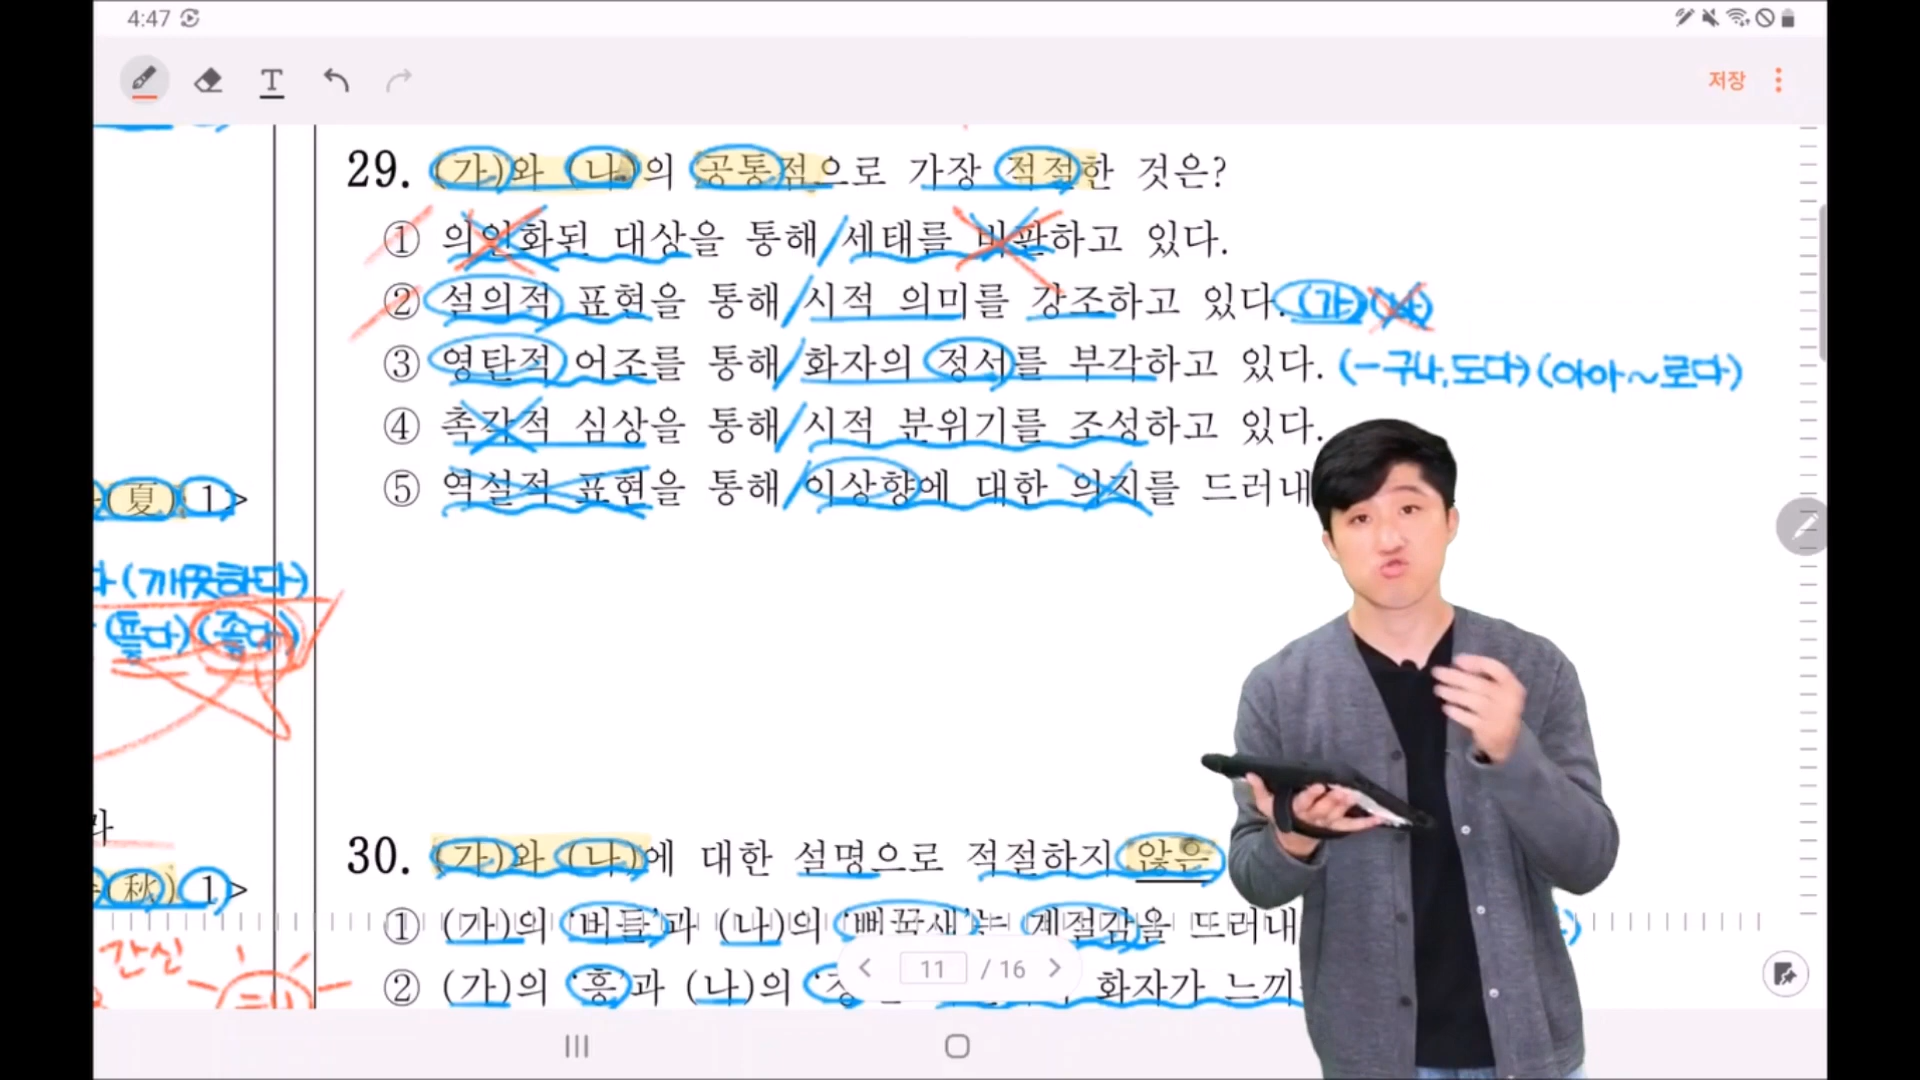 4:47
T
저장
29. (가)와 (나)의 공통점으로 가장 적절한 것은?
① 의인화된 대상을 통해/세태를 비판하고 있다.
② 설의적 표현을 통해/시적 의미를 강조하고 있다. (가)(나)
③ 영탄적 어조를 통해/화자의 정서를 부각하고 있다. (-구나, 도다)(아아~로다)
④ 촉각적 심상을 통해/시적 분위기를 조성하고 있다.
⑤ 역설적 표현을 통해/이상향에 대한 의지를 드러내
(夏) 1>
다(깨끗하다)
(좋다)
라
(秋) 1>
간신
30. (가)와 (나)에 대한 설명으로 적절하지 않은
① (가)의 ‘버들’과 (나)의 ‘뻐꾹새’는 계절감을 드러내
② (가)의 ‘흥’과 (나)의 화자가 느끼
11 / 16